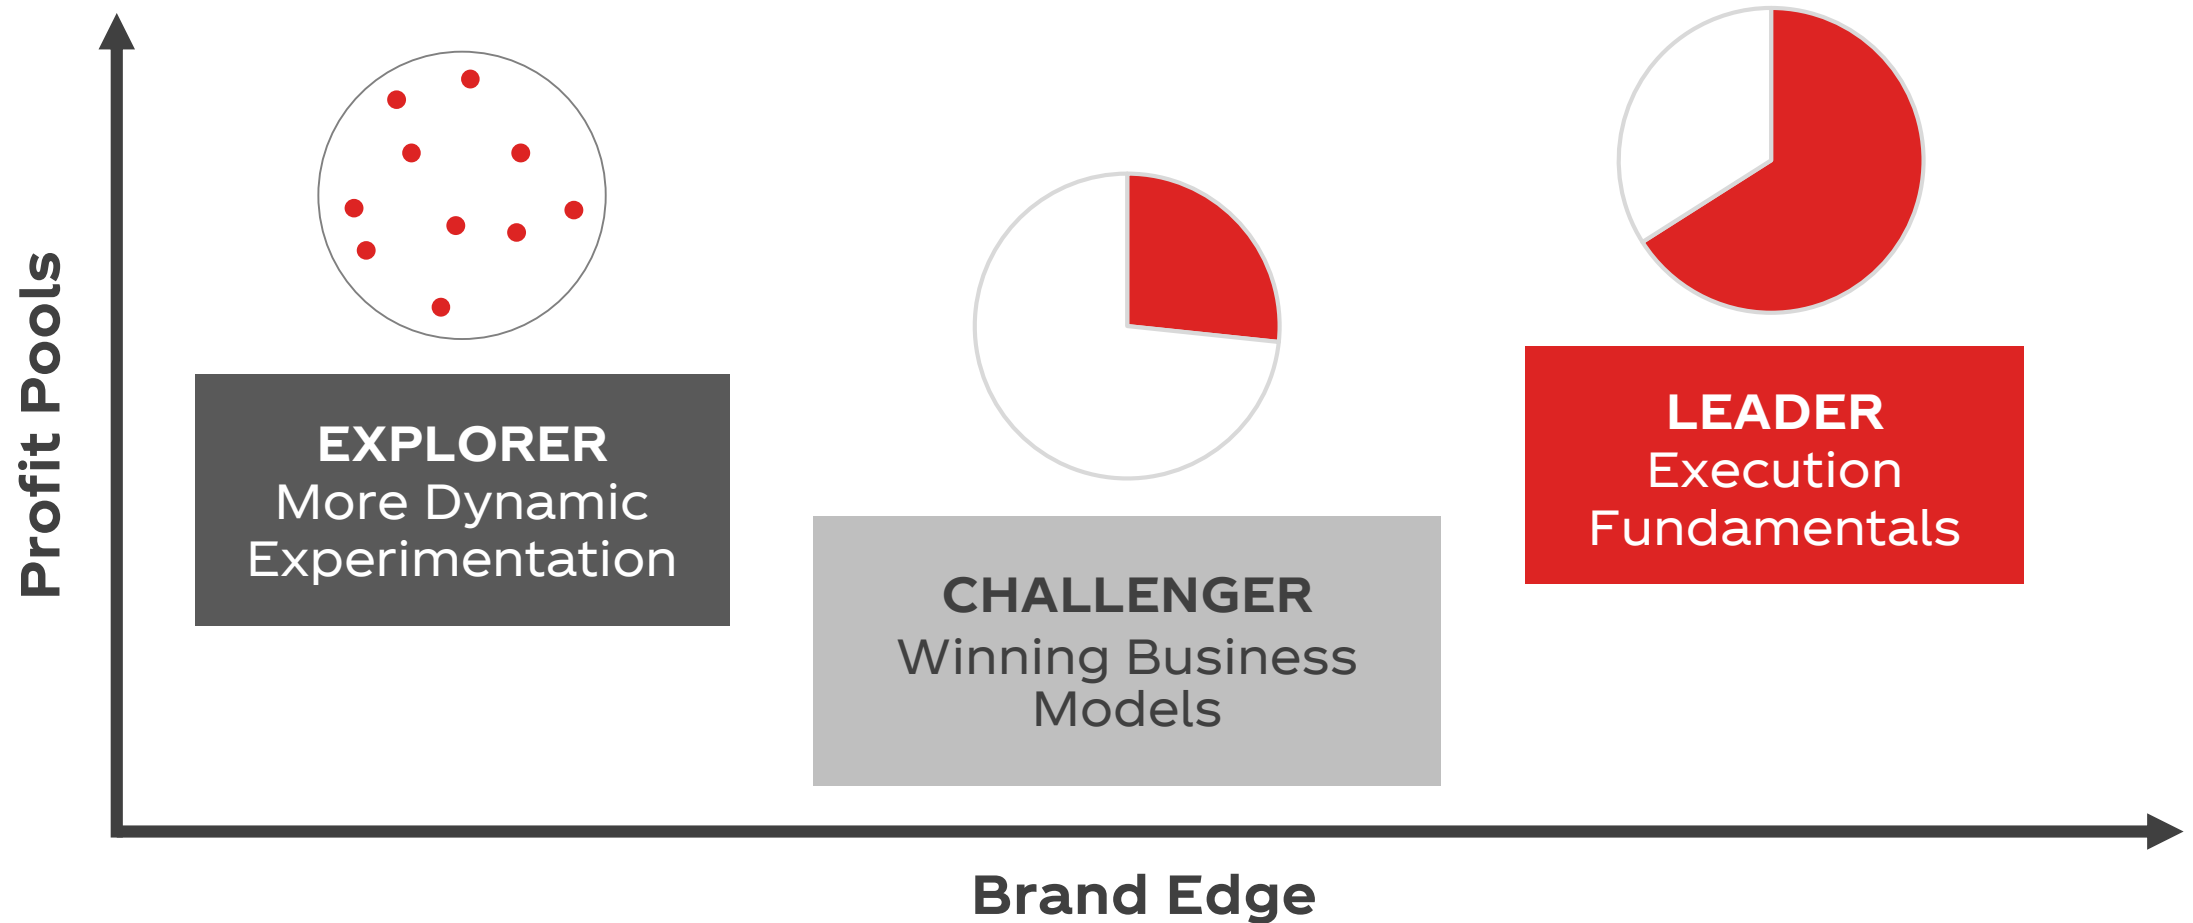 Profit Pools
EXPLORER
More Dynamic
Experimentation
CHALLENGER
Winning Business
Models
LEADER
Execution
Fundamentals
Brand Edge